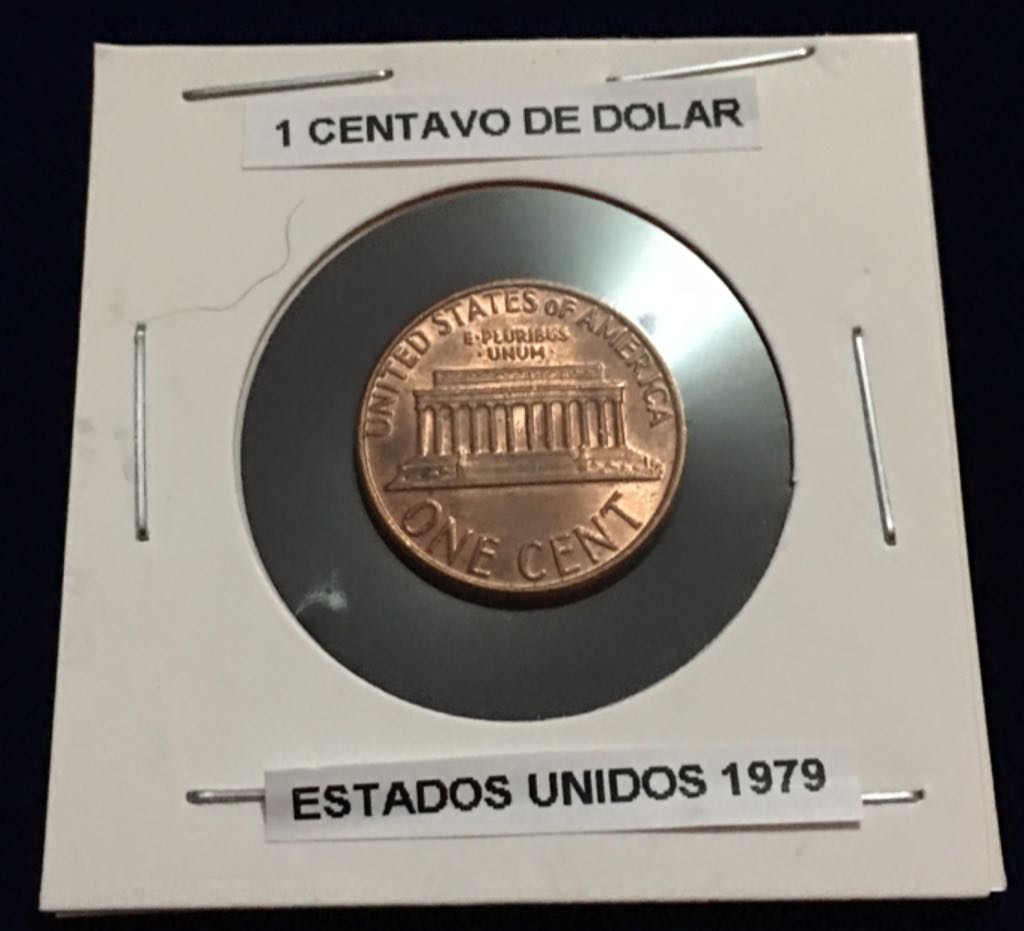 1 CENTAVO DE DOLAR
UNITED STATES OF AMERICA
E·PLURIBUS
·UNUM·
ONE CENT
ESTADOS UNIDOS 1979